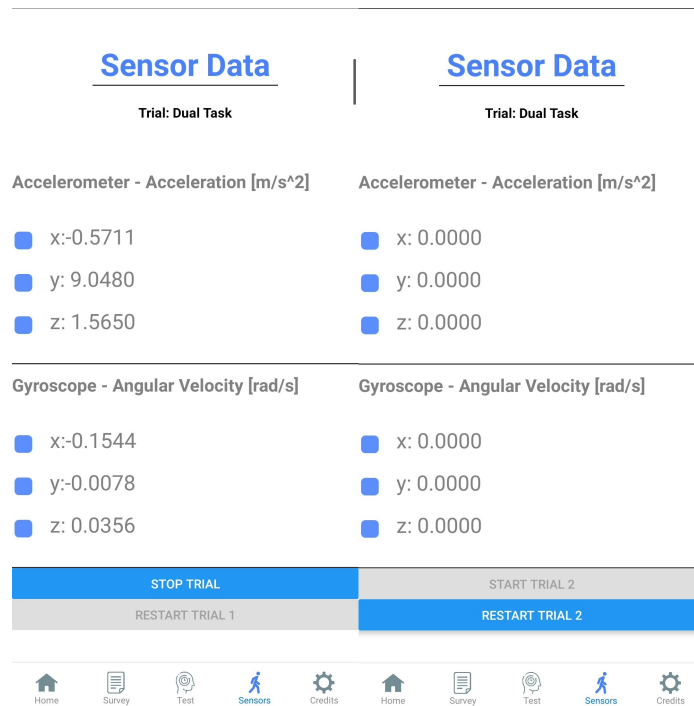 Sensor Data
Trial: Dual Task
Accelerometer - Acceleration [m/s^2]
x:-0.5711
y: 9.0480
z: 1.5650
Gyroscope - Angular Velocity [rad/s]
x:-0.1544
y:-0.0078
z: 0.0356
STOP TRIAL
RESTART TRIAL 1
Home Survey Test Sensors Credits
Sensor Data
Trial: Dual Task
Accelerometer - Acceleration [m/s^2]
x: 0.0000
y: 0.0000
z: 0.0000
Gyroscope - Angular Velocity [rad/s]
x: 0.0000
y: 0.0000
z: 0.0000
START TRIAL 2
RESTART TRIAL 2
Home Survey Test Sensors Credits